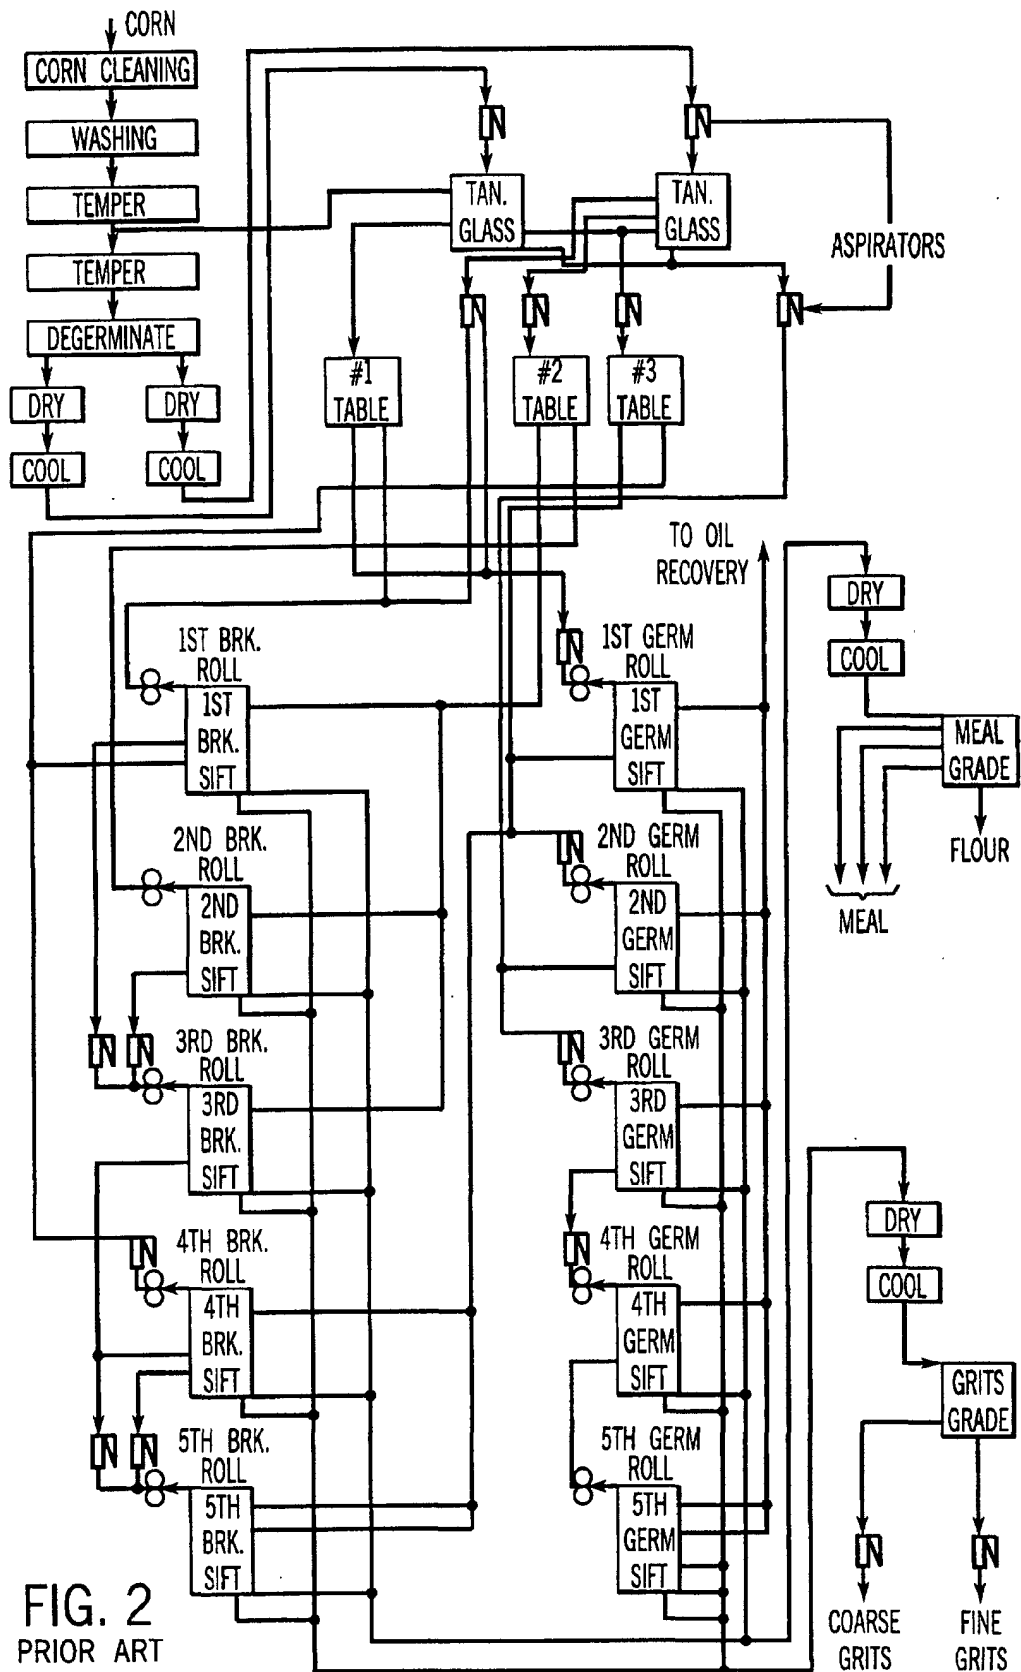 CORN
CORN CLEANING
WASHING
TEMPER
TEMPER
DEGERMINATE
DRY
DRY
COOL
COOL
TAN.
GLASS
TAN.
GLASS
ASPIRATORS
#1
TABLE
#2
TABLE
#3
TABLE
TO OIL
RECOVERY
DRY
COOL
MEAL
GRADE
FLOUR
MEAL
1ST BRK.
ROLL
1ST
BRK.
SIFT
1ST GERM
ROLL
1ST
GERM
SIFT
2ND BRK.
ROLL
2ND
BRK.
SIFT
2ND GERM
ROLL
2ND
GERM
SIFT
3RD BRK.
ROLL
3RD
BRK.
SIFT
3RD GERM
ROLL
3RD
GERM
SIFT
4TH BRK.
ROLL
4TH
BRK.
SIFT
4TH GERM
ROLL
4TH
GERM
SIFT
5TH BRK.
ROLL
5TH
BRK.
SIFT
5TH GERM
ROLL
5TH
GERM
SIFT
DRY
COOL
GRITS
GRADE
COARSE
GRITS
FINE
GRITS
FIG. 2
PRIOR ART